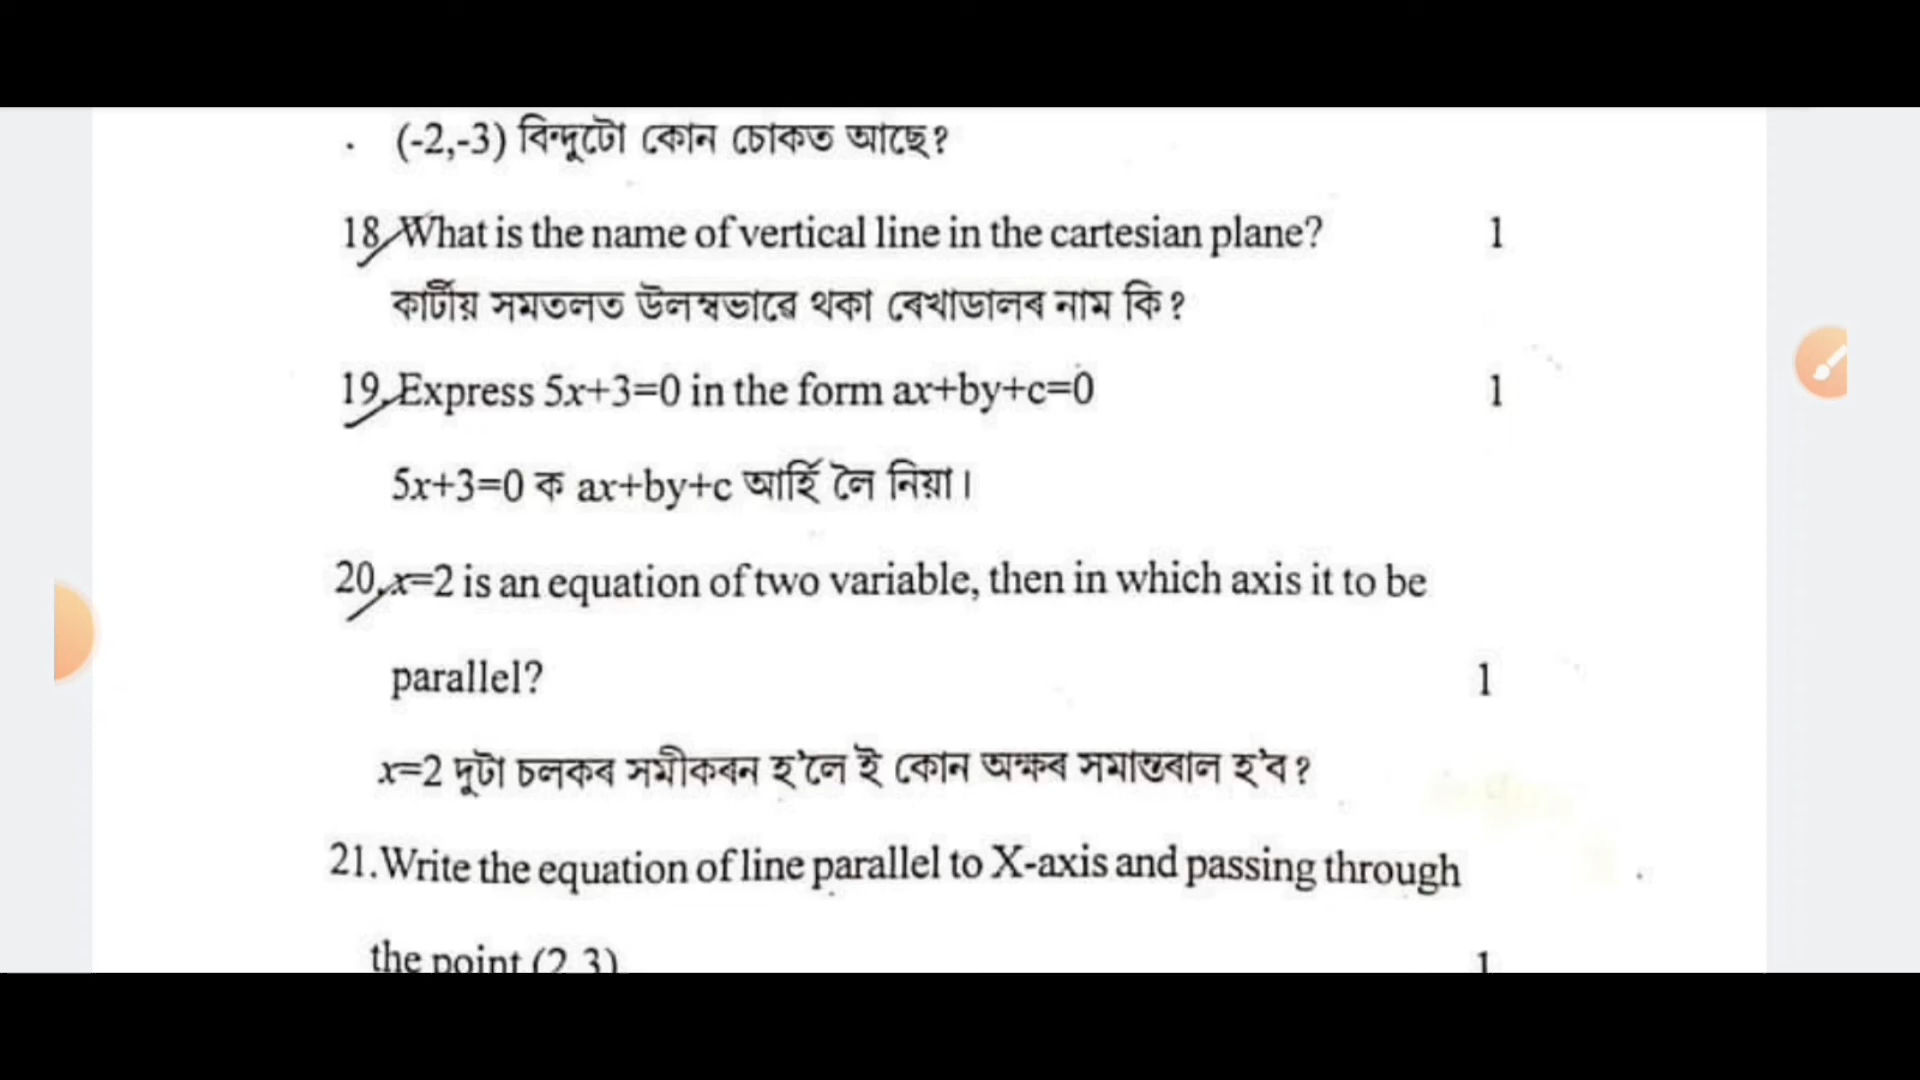 . (-2,-3) বিন্দুটো কোন চোকত আছে?
18. What is the name of vertical line in the cartesian plane? 1
কাৰ্টীয় সমতলত উলম্বভাৱে থকা ৰেখাডালৰ নাম কি?
19. Express 5x+3=0 in the form ax+by+c=0 1
5x+3=0 ক ax+by+c আৰ্হি লৈ নিয়া।
20. x=2 is an equation of two variable, then in which axis it to be
parallel? 1
x=2 দুটা চলকৰ সমীকৰন হ'লে ই কোন অক্ষৰ সমান্তৰাল হ'ব?
21. Write the equation of line parallel to X-axis and passing through
the point (2,3) 1